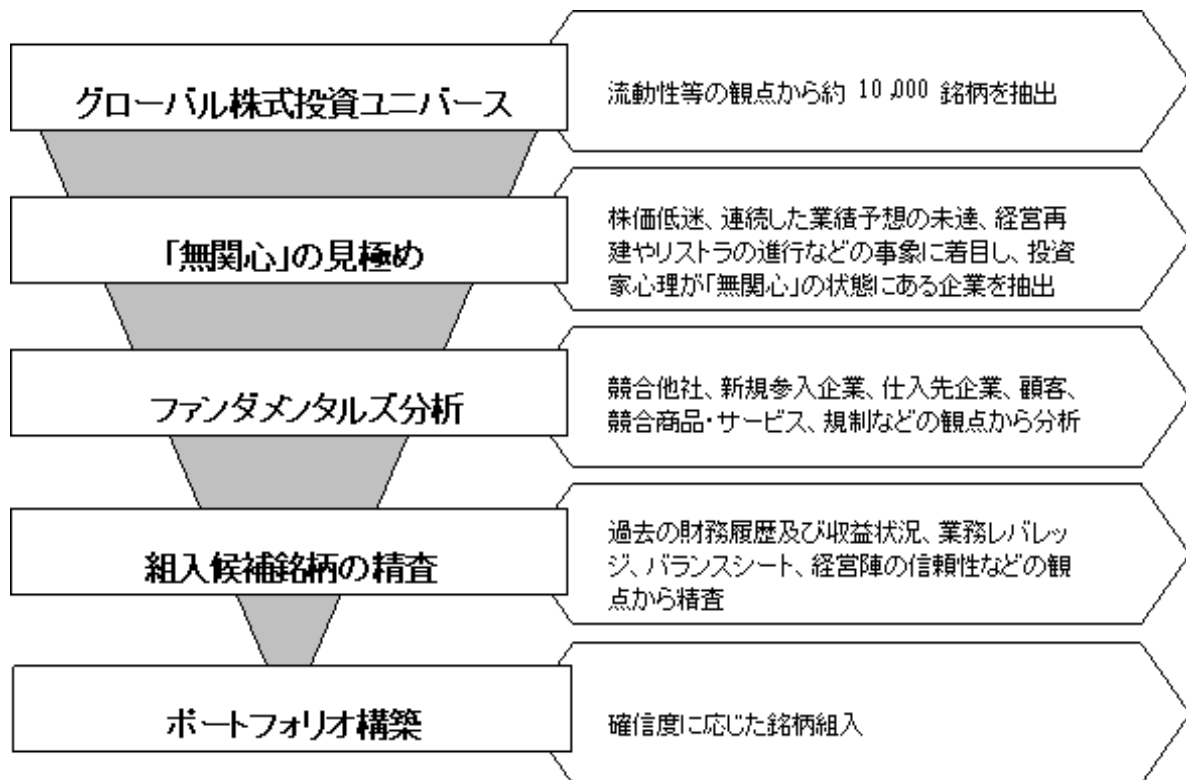 グローバル株式投資ユニバース
流動性等の観点から約 10,000 銘柄を抽出
「無関心」の見極め
株価低迷、連続した業績予想の未達、経営再
建やリストラの進行などの事象に着目し、投資
家心理が「無関心」の状態にある企業を抽出
ファンダメンタルズ分析
競合他社、新規参入企業、仕入先企業、顧客、
競合商品・サービス、規制などの観点から分析
組入候補銘柄の精査
過去の財務履歴及び収益状況、業務レバレッ
ジ、バランスシート、経営陣の信頼性などの観
点から精査
ポートフォリオ構築
確信度に応じた銘柄組入